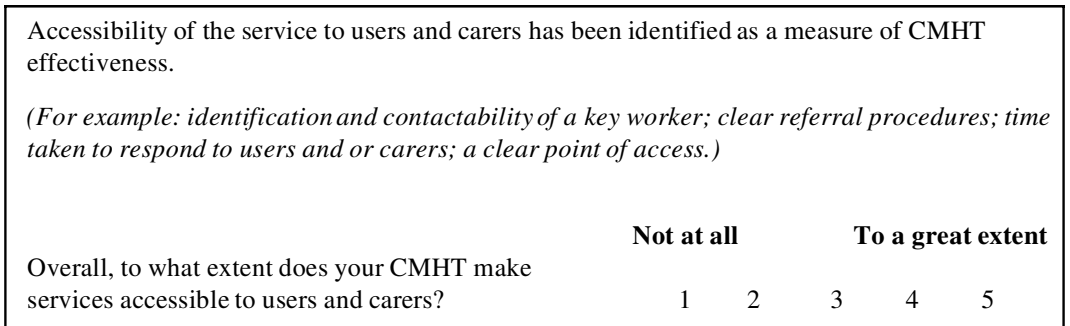 Accessibility of the service to users and carers has been identified as a measure of CMHT
effectiveness.
(For example: identification and contactability of a key worker; clear referral procedures; time
taken to respond to users and or carers; a clear point of access.)
Not at all To a great extent
Overall, to what extent does your CMHT make
services accessible to users and carers? 1 2 3 4 5